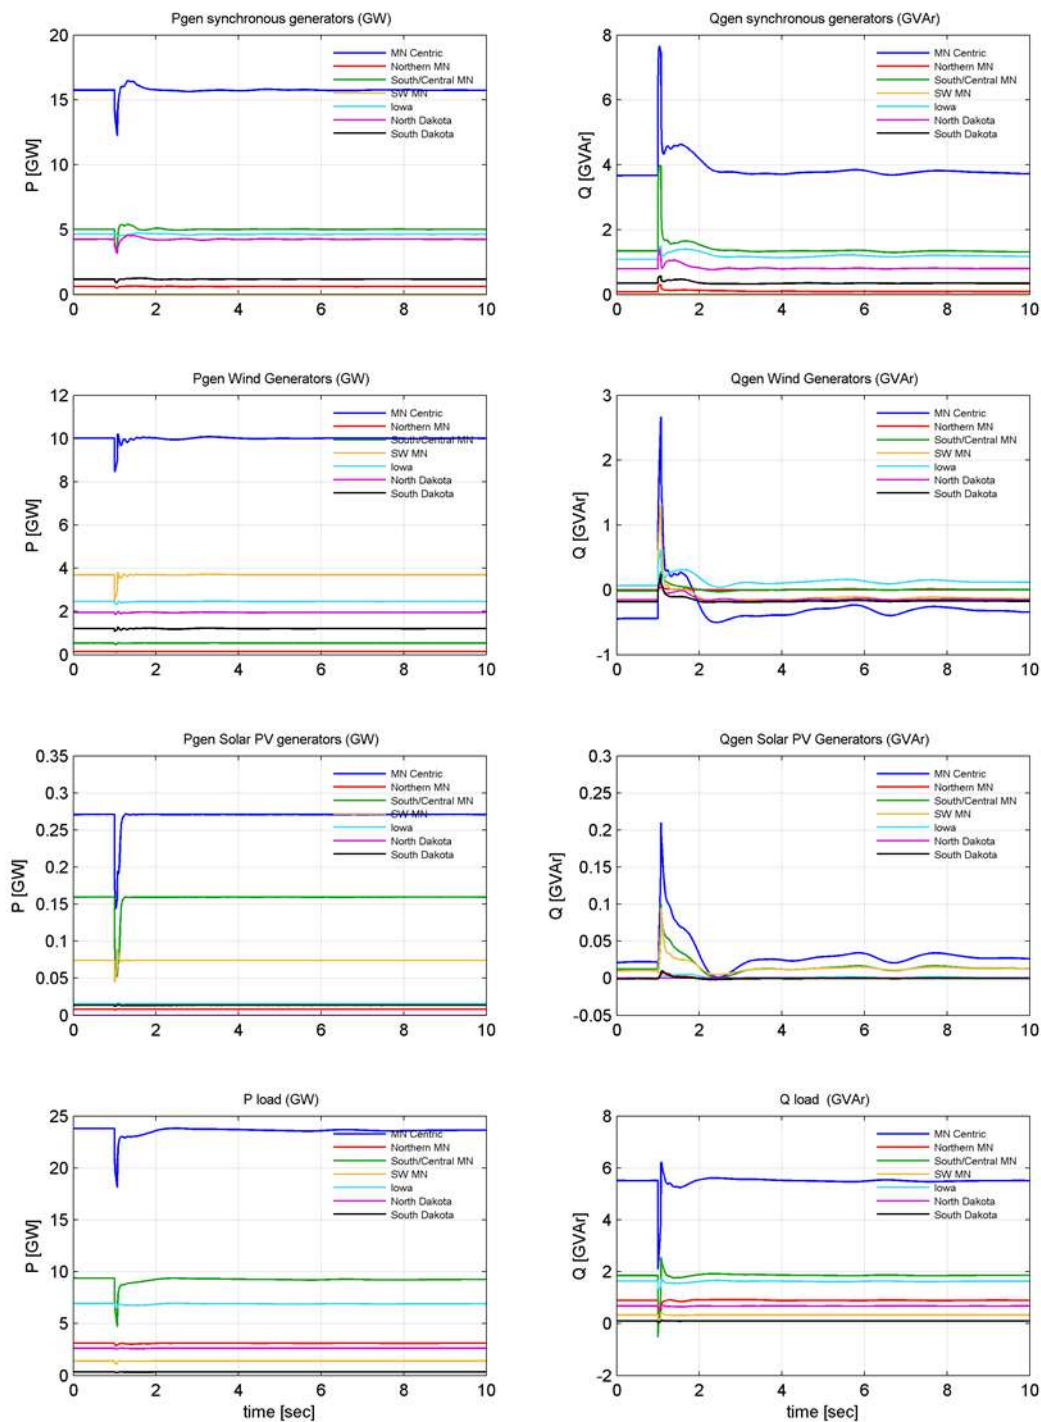 Pgen synchronous generators (GW)
20
15
10
5
0
P [GW]
MN Centric
Northern MN
South/Central MN
SW MN
Iowa
North Dakota
South Dakota
0 2 4 6 8 10
Qgen synchronous generators (GVAr)
8
6
4
2
0
Q [GVAr]
MN Centric
Northern MN
South/Central MN
SW MN
Iowa
North Dakota
South Dakota
0 2 4 6 8 10
Pgen Wind Generators (GW)
12
10
8
6
4
2
0
P [GW]
MN Centric
Northern MN
South/Central MN
SW MN
Iowa
North Dakota
South Dakota
0 2 4 6 8 10
Qgen Wind Generators (GVAr)
3
2
1
0
-1
Q [GVAr]
MN Centric
Northern MN
South/Central MN
SW MN
Iowa
North Dakota
South Dakota
0 2 4 6 8 10
Pgen Solar PV generators (GW)
0.35
0.3
0.25
0.2
0.15
0.1
0.05
0
P [GW]
MN Centric
Northern MN
South/Central MN
SW MN
Iowa
North Dakota
South Dakota
0 2 4 6 8 10
Qgen Solar PV Generators (GVAr)
0.3
0.25
0.2
0.15
0.1
0.05
0
-0.05
Q [GVAr]
MN Centric
Northern MN
South/Central MN
SW MN
Iowa
North Dakota
South Dakota
0 2 4 6 8 10
P load (GW)
25
20
15
10
5
0
P [GW]
MN Centric
Northern MN
South/Central MN
SW MN
Iowa
North Dakota
South Dakota
0 2 4 6 8 10
time [sec]
Q load (GVAr)
8
6
4
2
0
-2
Q [GVAr]
MN Centric
Northern MN
South/Central MN
SW MN
Iowa
North Dakota
South Dakota
0 2 4 6 8 10
time [sec]